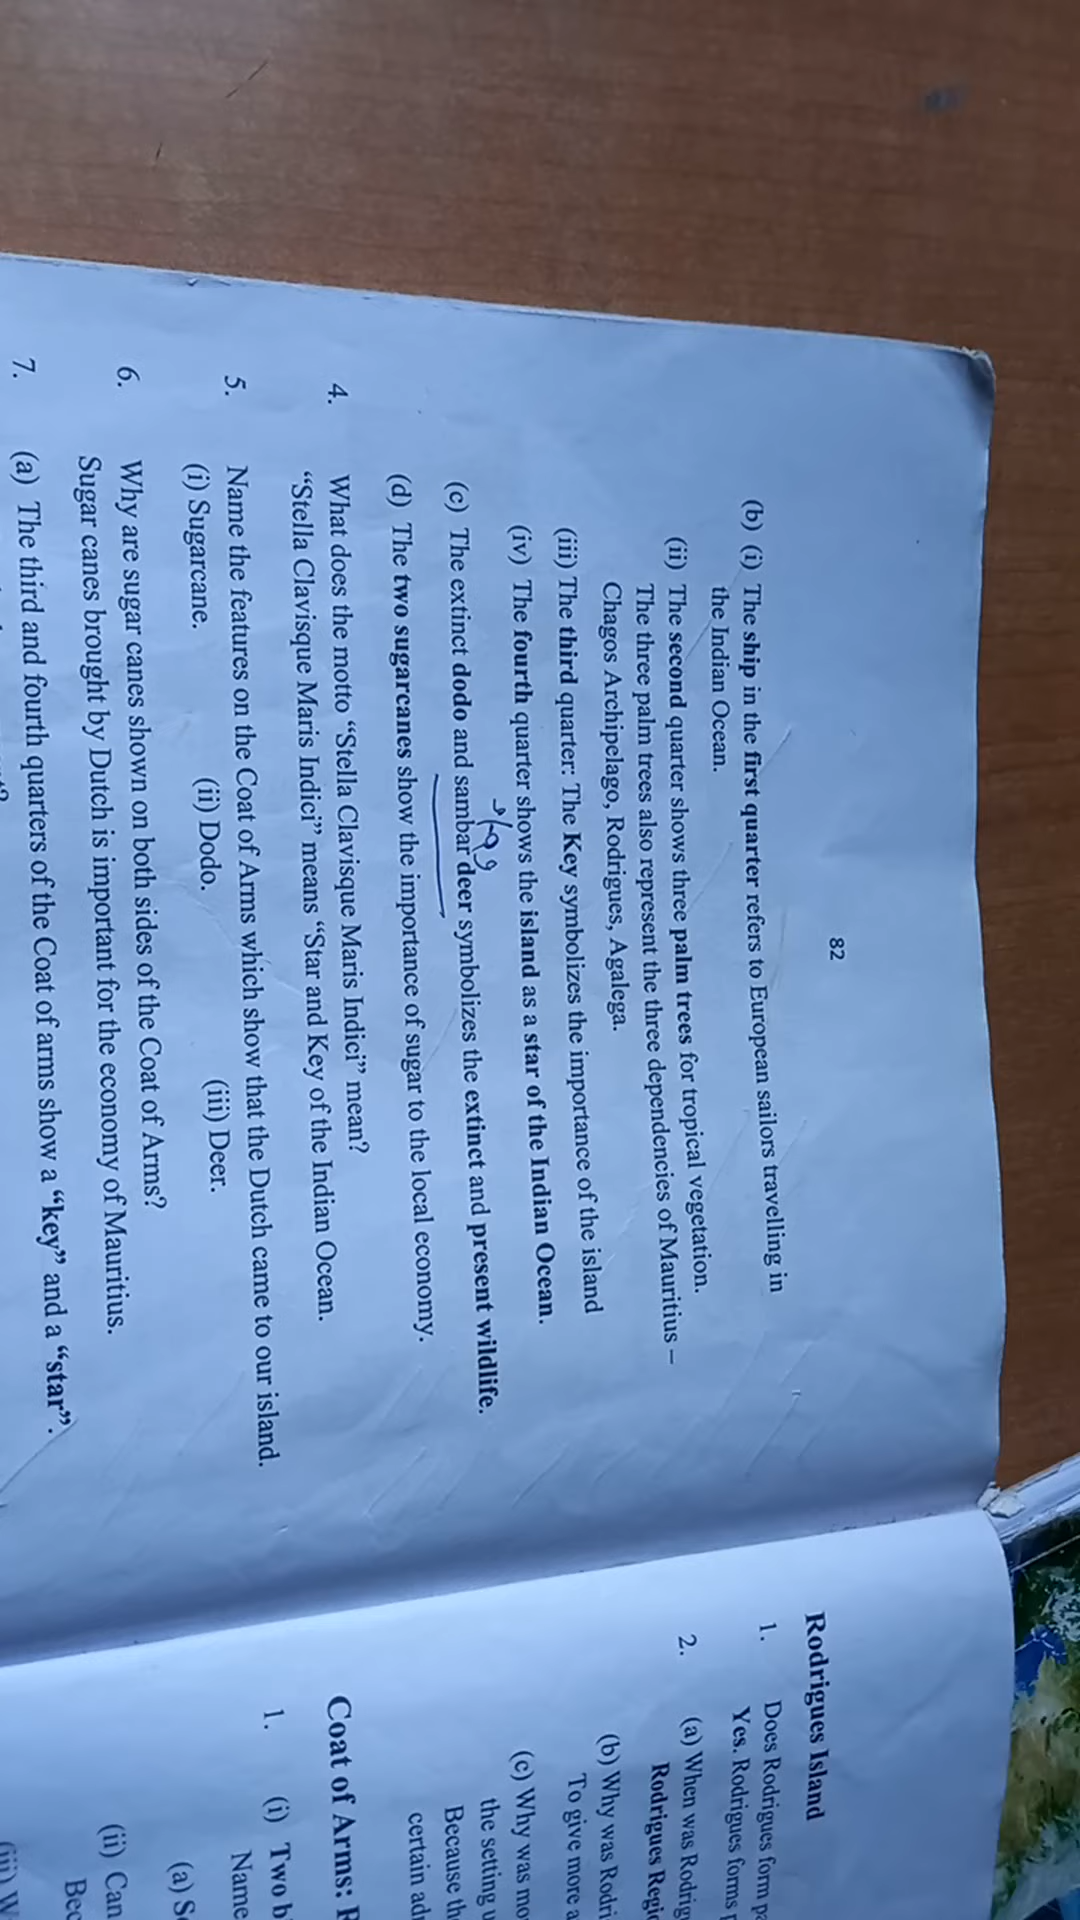 82
(b) (i) The ship in the first quarter refers to European sailors travelling in
the Indian Ocean.
(ii) The second quarter shows three palm trees for tropical vegetation.
The three palm trees also represent the three dependencies of Mauritius –
Chagos Archipelago, Rodrigues, Agalega.
(iii) The third quarter: The Key symbolizes the importance of the island
(iv) The fourth quarter shows the island as a star of the Indian Ocean.
(c) The extinct dodo and sambar deer symbolizes the extinct and present wildlife.
(d) The two sugarcanes show the importance of sugar to the local economy.
4. What does the motto “Stella Clavisque Maris Indici” mean?
“Stella Clavisque Maris Indici” means “Star and Key of the Indian Ocean.
5. Name the features on the Coat of Arms which show that the Dutch came to our island.
(i) Sugarcane. (ii) Dodo. (iii) Deer.
6. Why are sugar canes shown on both sides of the Coat of Arms?
Sugar canes brought by Dutch is important for the economy of Mauritius.
7. (a) The third and fourth quarters of the Coat of arms show a “key” and a “star”.
Rodrigues Island
1. Does Rodrigues form
Yes. Rodrigues forms
2. (a) When was
Rodrigues
(b) Why was
To give more
(c) Why was
the setting
Because
certain
Coat of Arms:
1. (i) Two
Name
(a)
(ii) Can